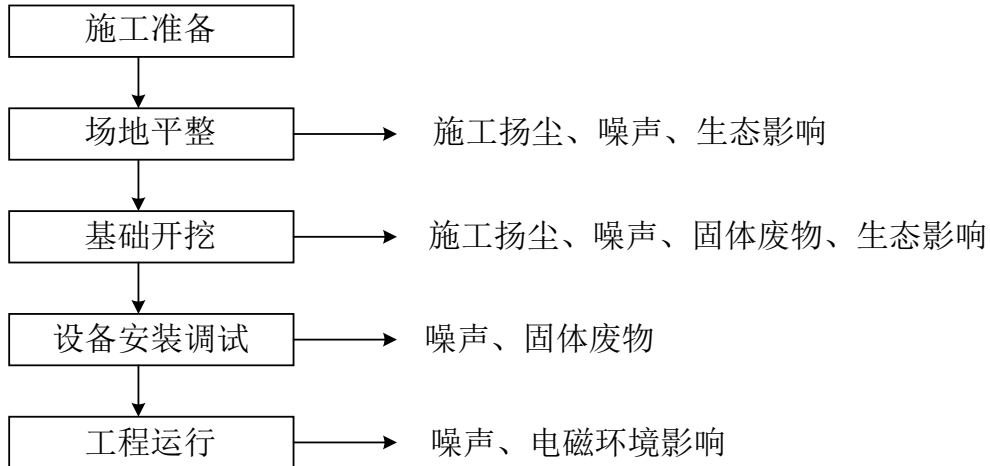 施工准备
场地平整
施工扬尘、噪声、生态影响
基础开挖
施工扬尘、噪声、固体废物、生态影响
设备安装调试
噪声、固体废物
工程运行
噪声、电磁环境影响